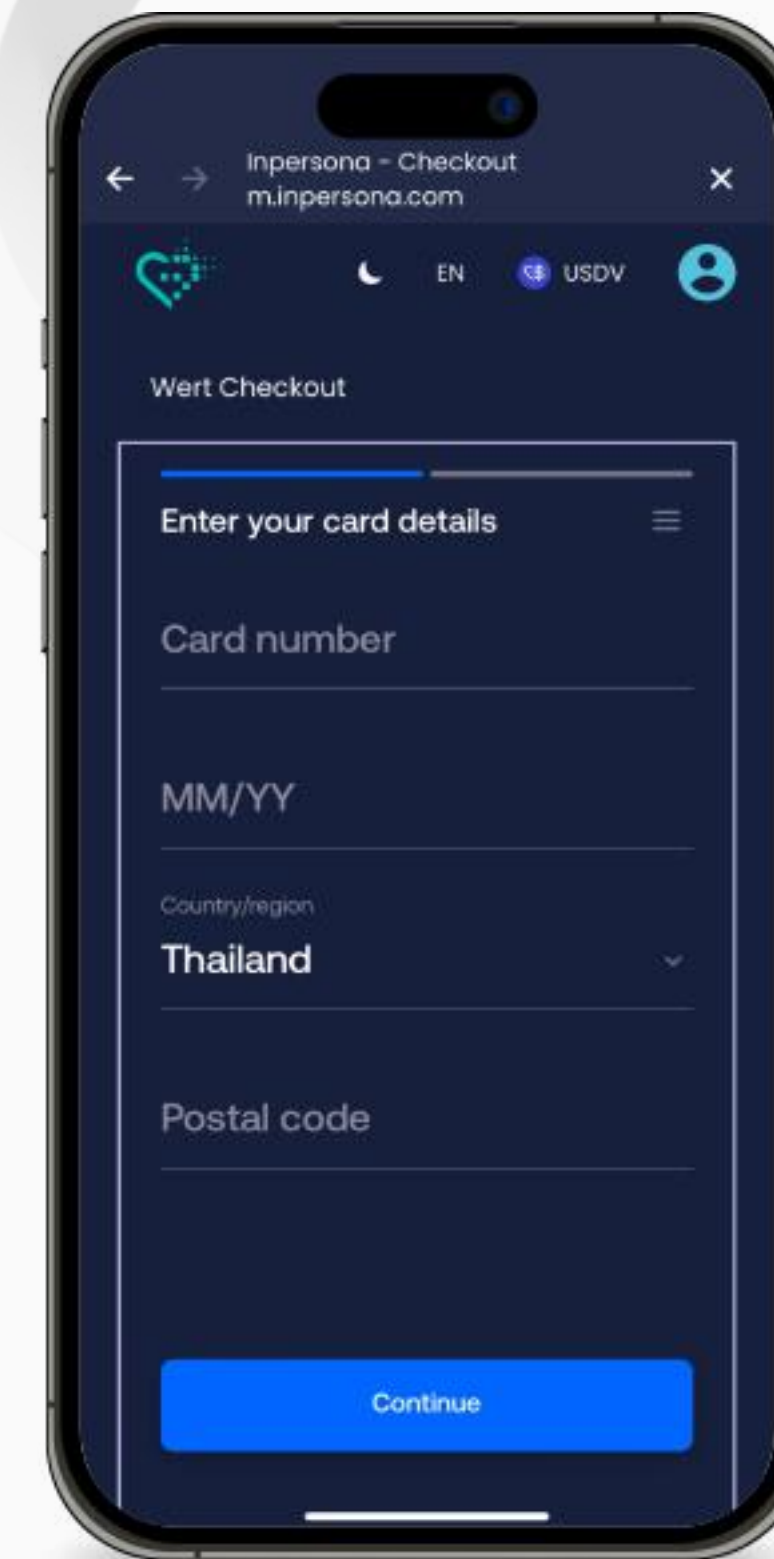 Inpersona - Checkout
m.inpersona.com
EN USDV
Wert Checkout
Enter your card details
Card number
MM/YY
Country/region
Thailand
Postal code
Continue